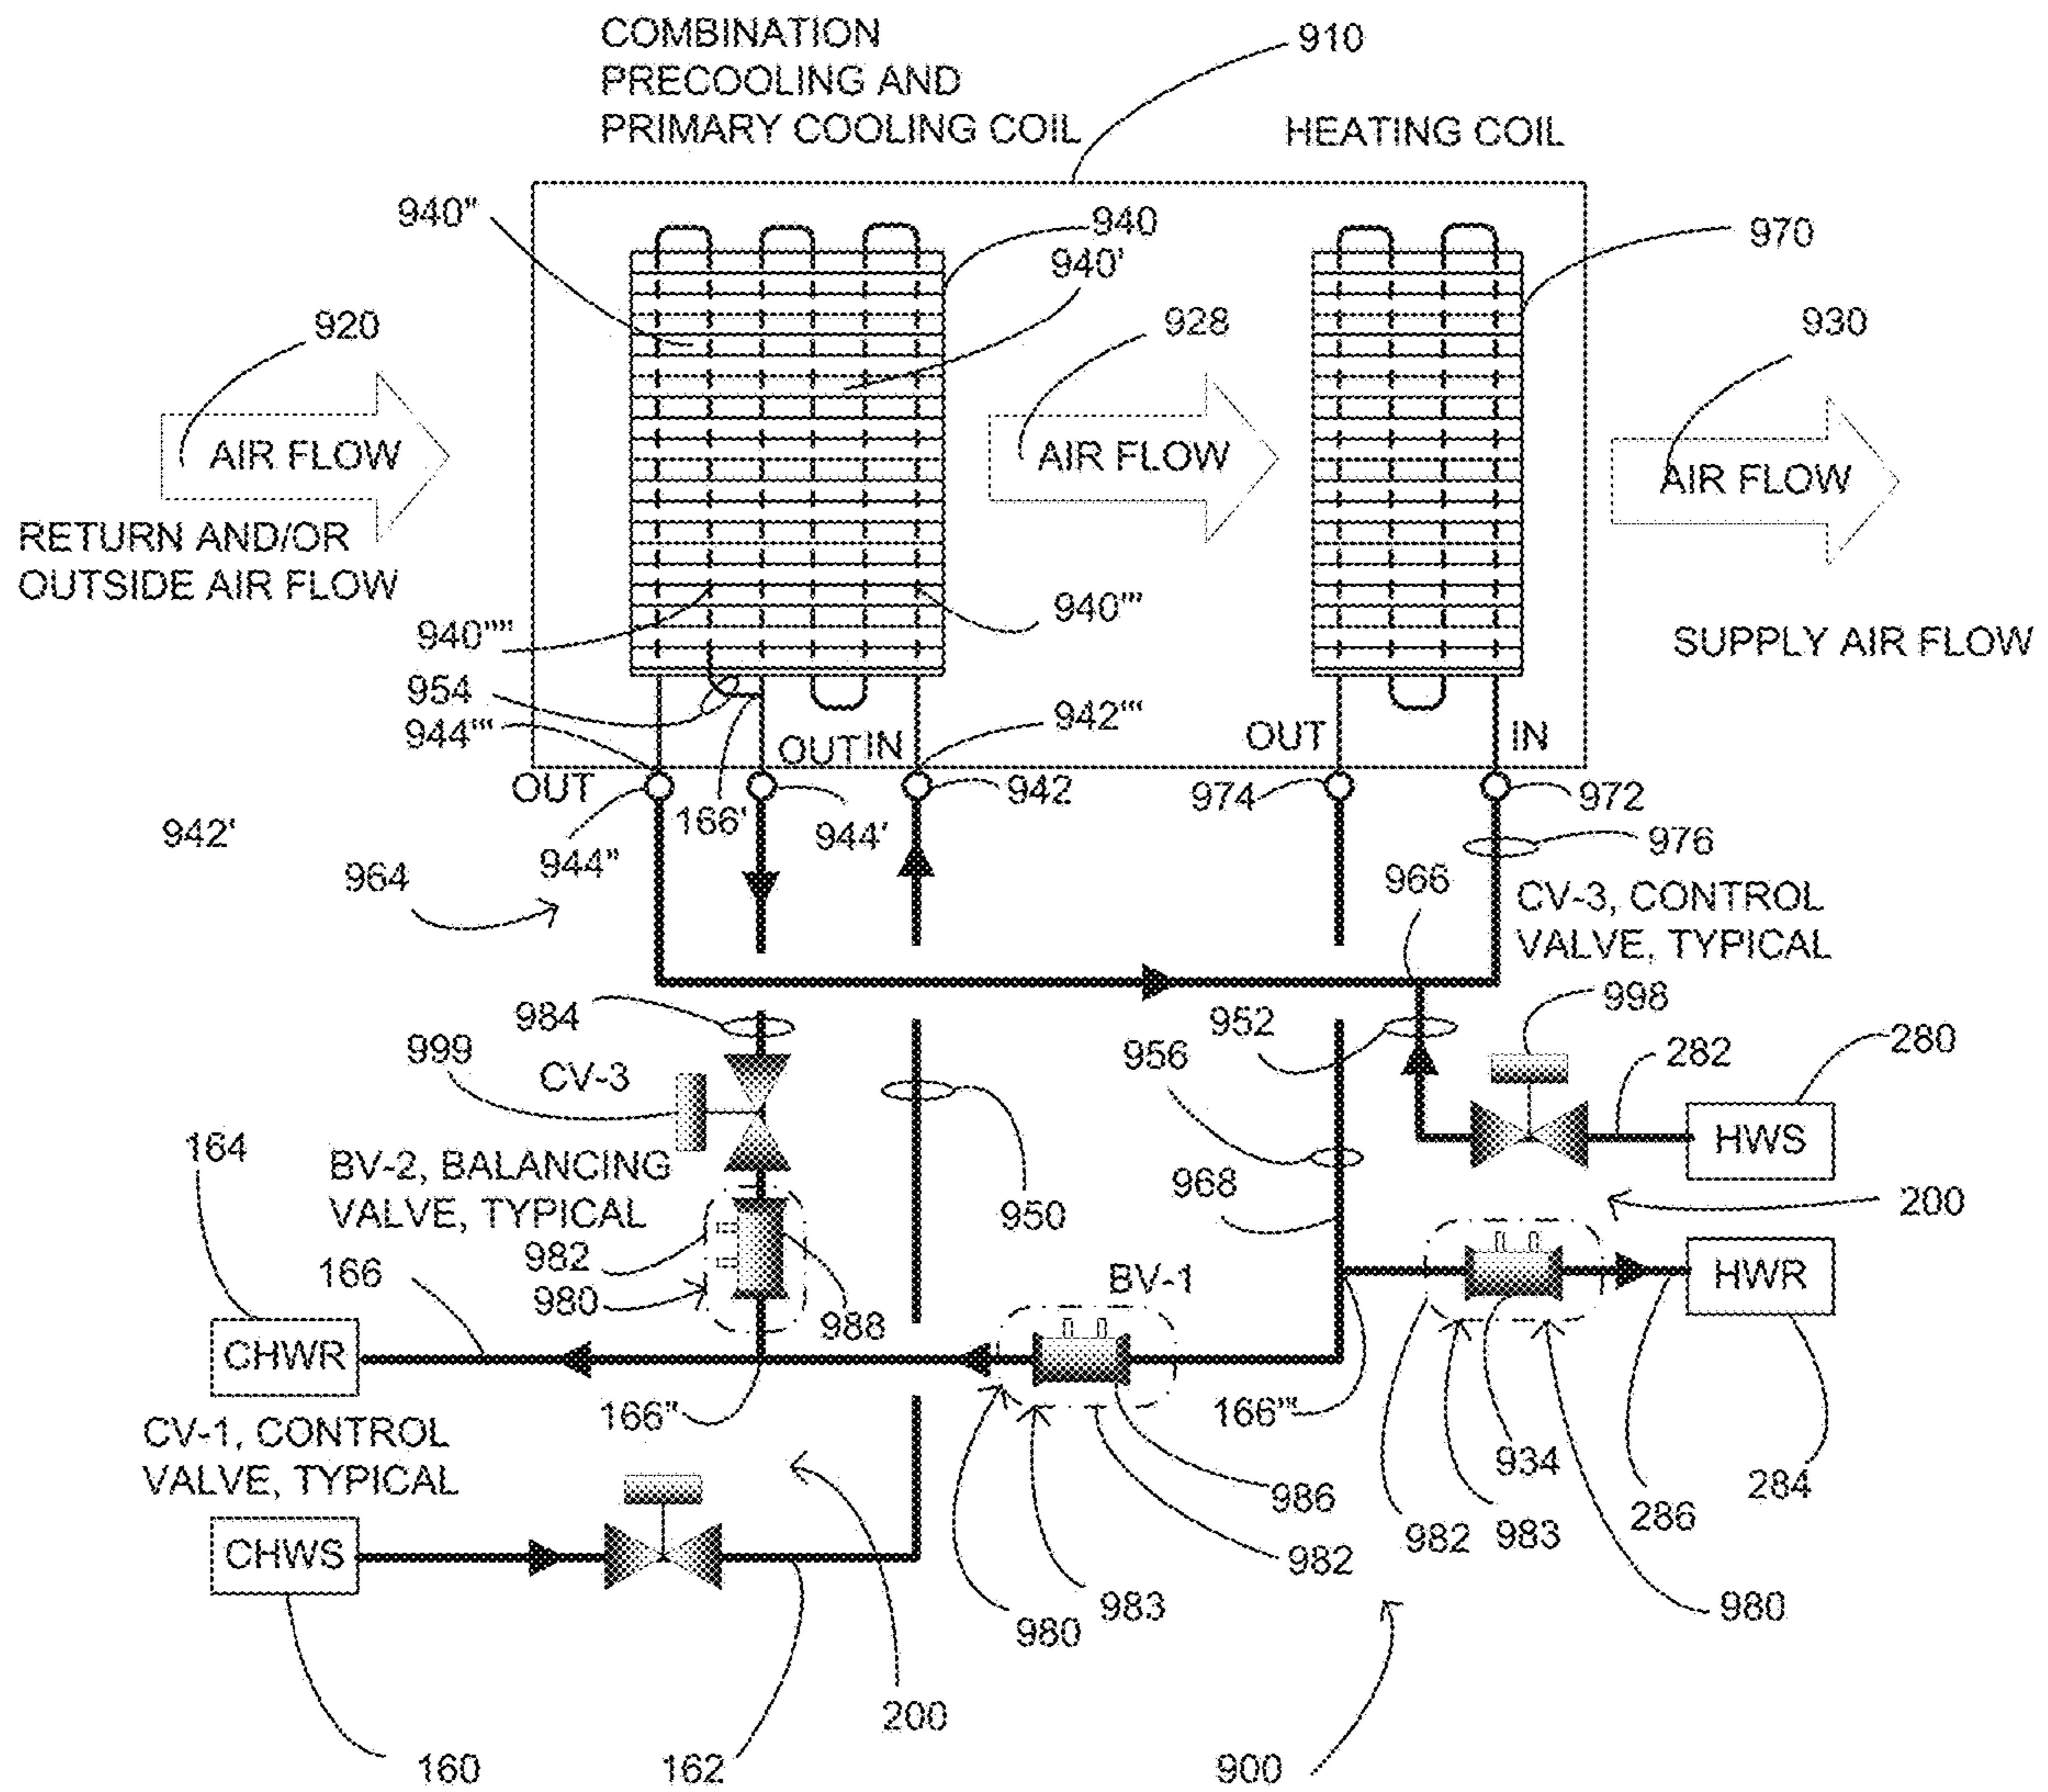 COMBINATION
PRECOOLING AND
PRIMARY COOLING COIL
910
HEATING COIL
940"
940
940'
970
920
928
930
AIR FLOW
AIR FLOW
AIR FLOW
RETURN AND/OR
OUTSIDE AIR FLOW
940''''
940'''
SUPPLY AIR FLOW
954
944'''
942'''
OUT
IN
OUT
IN
OUT
942
974
972
166'
944'
942'
944"
964
966
976
CV-3, CONTROL
VALVE, TYPICAL
984
952
998
999
CV-3
956
282
280
164
BV-2, BALANCING
VALVE, TYPICAL
HWS
968
950
200
982
166
980
988
BV-1
HWR
CHWR
166"
166'''
CV-1, CONTROL
VALVE, TYPICAL
934
986
284
286
982
983
CHWS
982
980
983
980
200
160
162
900